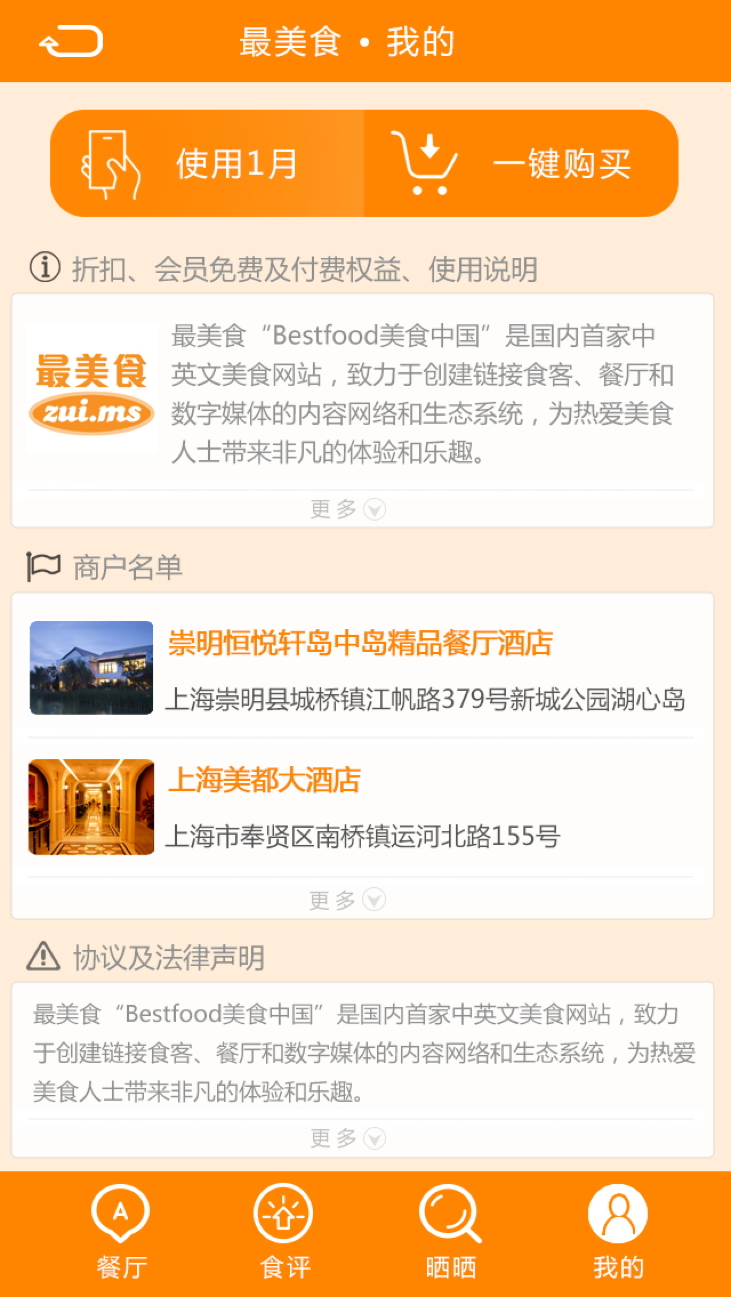 最美食 • 我的
使用1月
一键购买
折扣、会员免费及付费权益、使用说明
最美食
zui.ms
最美食“Bestfood美食中国”是国内首家中
英文美食网站，致力于创建链接食客、餐厅和
数字媒体的内容网络和生态系统，为热爱美食
人士带来非凡的体验和乐趣。
更多
商户名单
崇明恒悦轩岛中岛精品餐厅酒店
上海崇明县城桥镇江帆路379号新城公园湖心岛
上海美都大酒店
上海市奉贤区南桥镇运河北路155号
更多
协议及法律声明
最美食“Bestfood美食中国”是国内首家中英文美食网站，致力
于创建链接食客、餐厅和数字媒体的内容网络和生态系统，为热爱
美食人士带来非凡的体验和乐趣。
更多
A
餐厅
食评
晒晒
我的